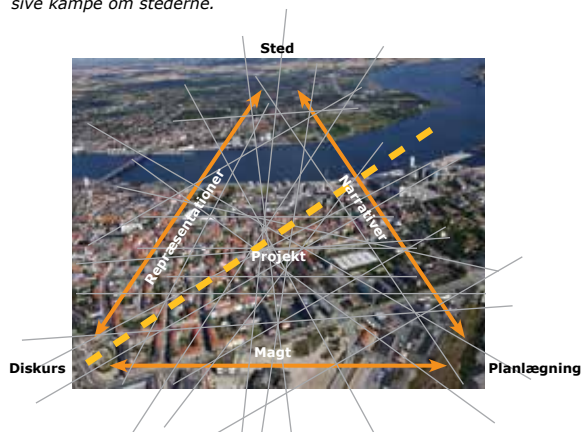 sive kampe om stederne.
Sted
Repræsentationer
Narrativer
Projekt
Magt
Diskurs
Planlægning